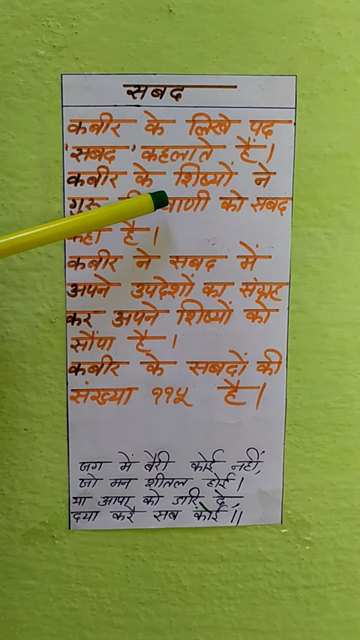 सबद
कबीर के लिखे पद
'सबद' कहलाते हैं।
कबीर के शिष्यों ने
गुरु वाणी को सबद
कहा है।
कबीर ने सबद में
अपने उपदेशों का संग्रह
कर अपने शिष्यों को
सौंपा है।
कबीर के सबदों की
संख्या ११५ है।
जग में बैरी कोई नहीं,
जो मन शीतल होई।
या आपा को डारि दे,
दया करै सब कोई॥